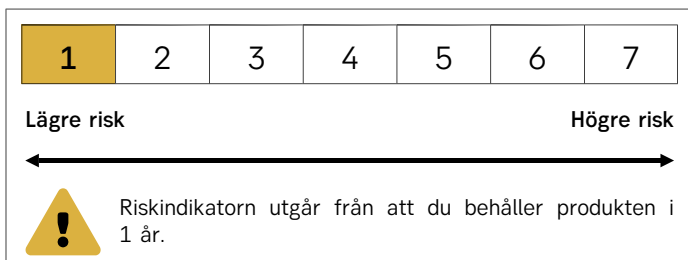 1 2 3 4 5 6 7
Lägre risk Högre risk
Riskindikatorn utgår från att du behåller produkten i
1 år.